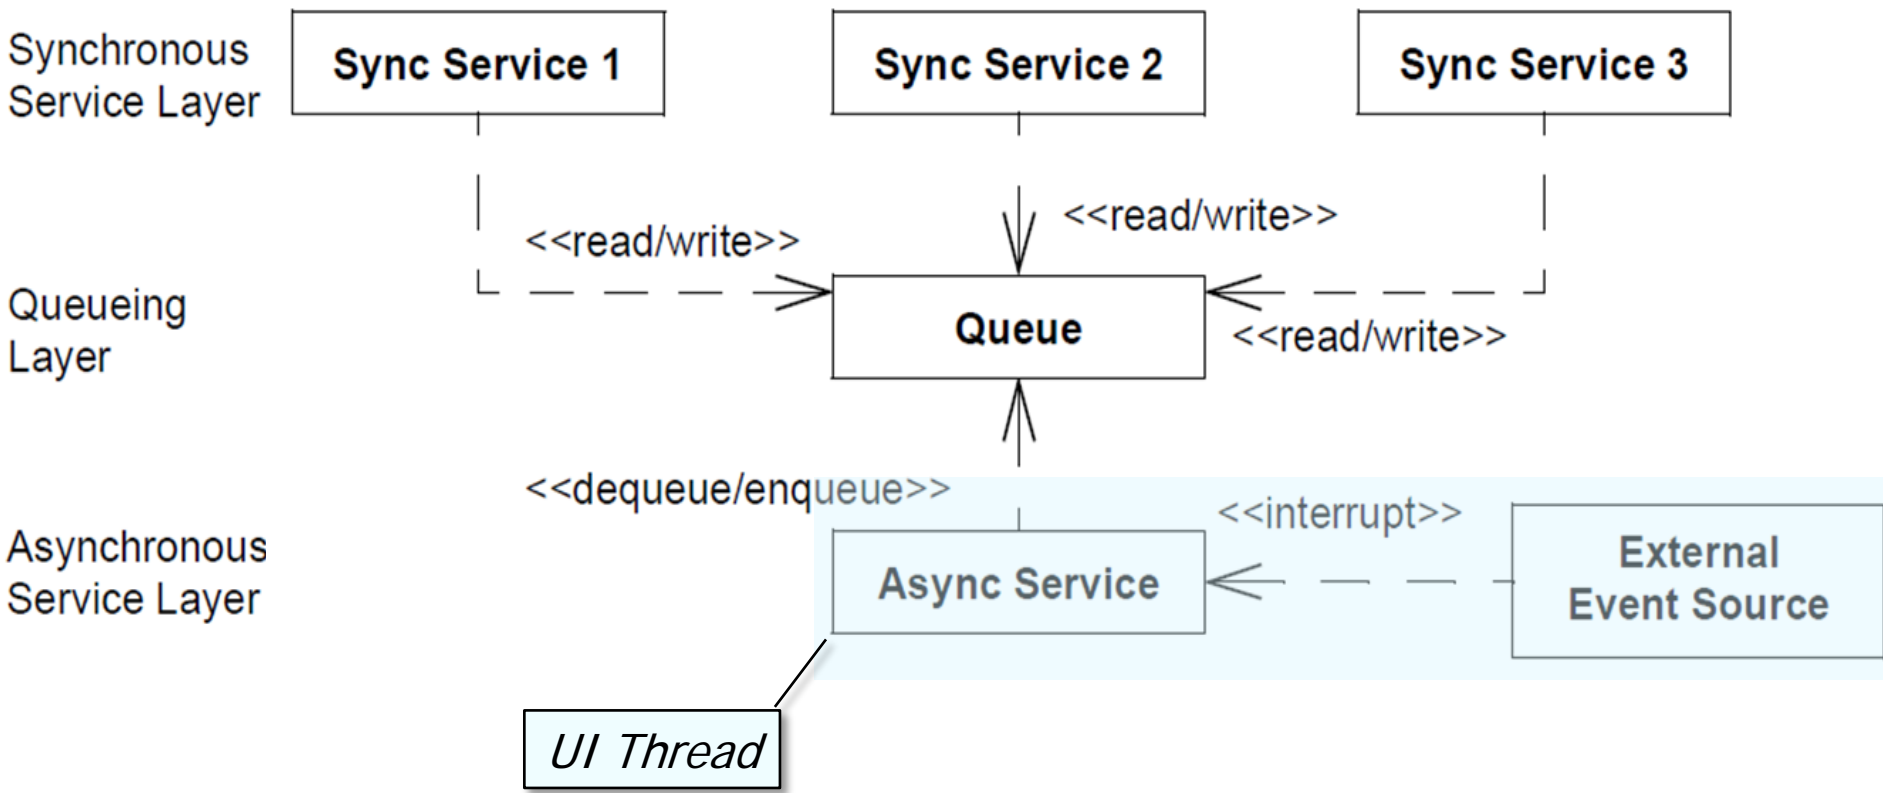 Synchronous
Service Layer
Sync Service 1
Sync Service 2
Sync Service 3
<<read/write>>
<<read/write>>
Queueing
Layer
Queue
<<read/write>>
<<dequeue/enqueue>>
<<interrupt>>
Asynchronous
Service Layer
Async Service
External
Event Source
UI Thread